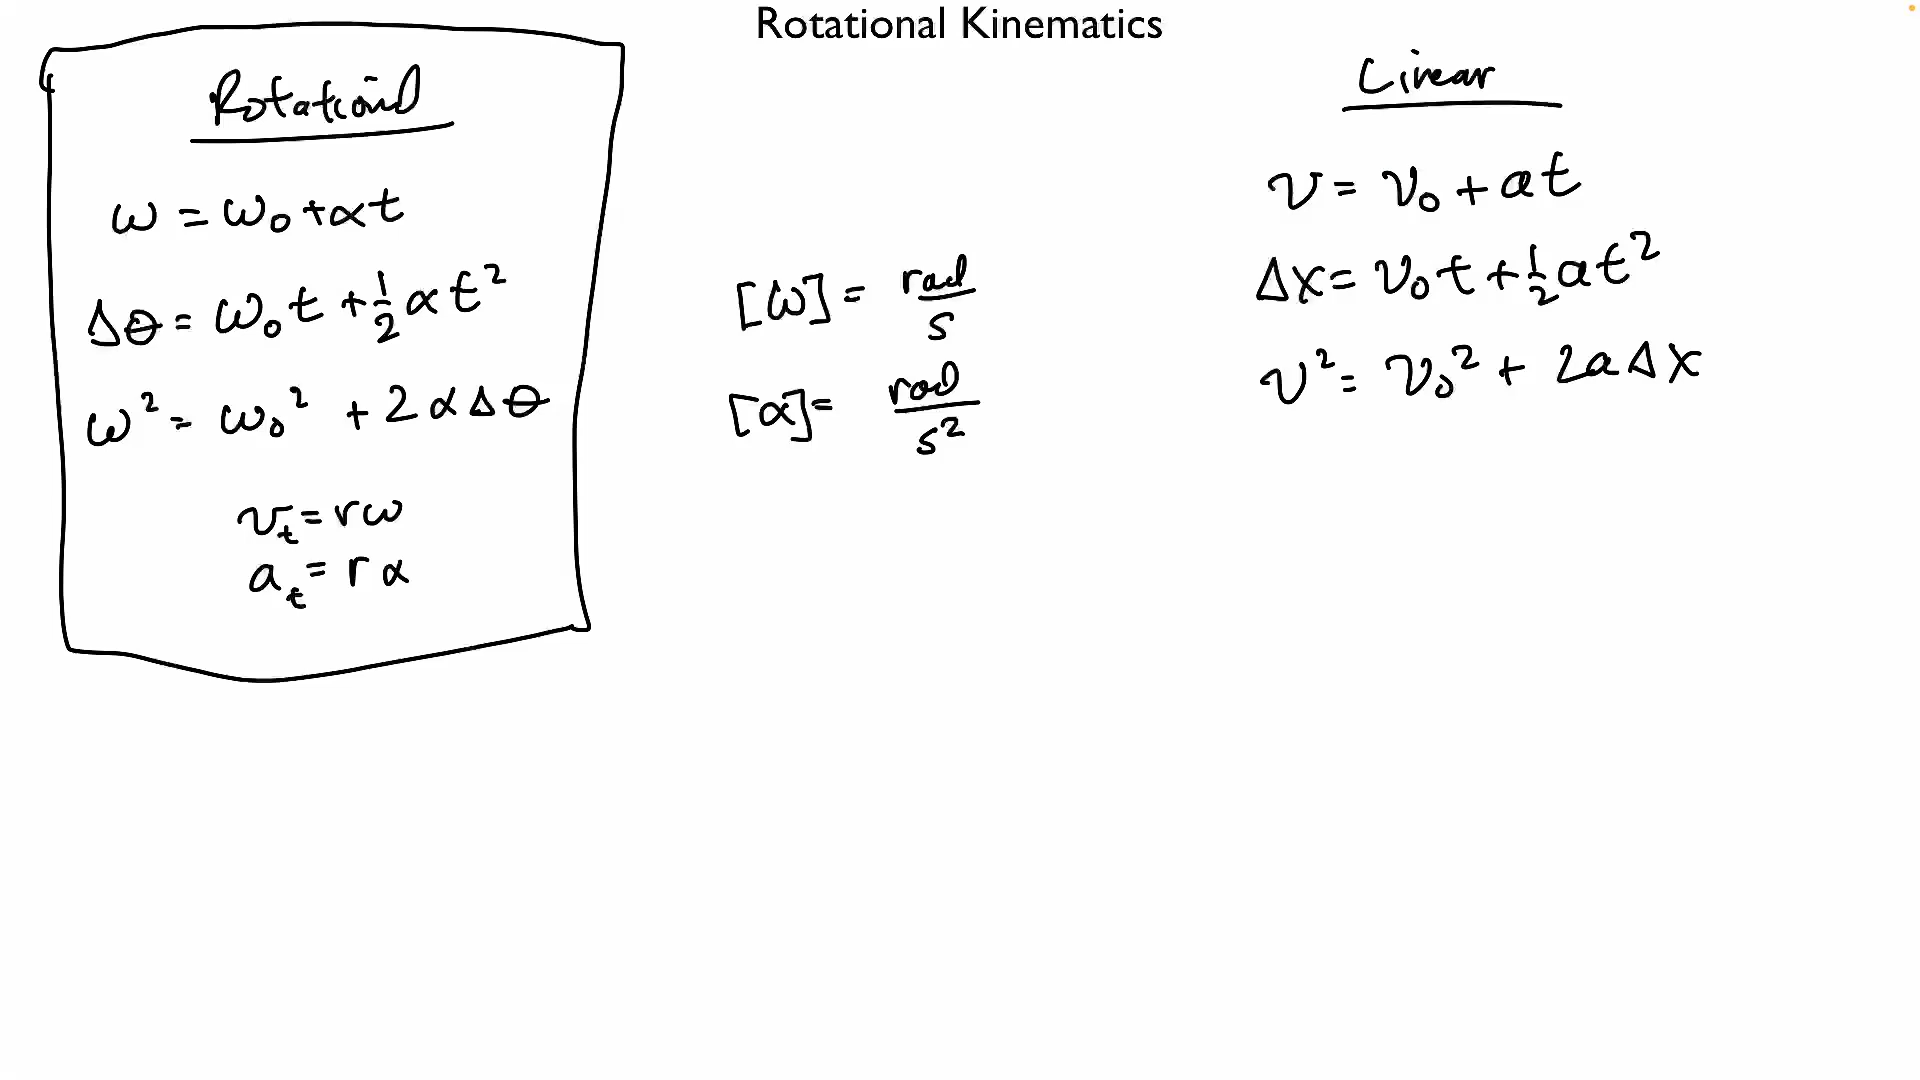 Rotational Kinematics
Rotational
ω = ω₀ + αt
Δθ = ω₀t + ½αt²
ω² = ω₀² + 2αΔθ
v_t = rω
a_t = rα
[ω] = rad/s
[α] = rad/s²
Linear
v = v₀ + at
Δx = v₀t + ½at²
v² = v₀² + 2aΔx